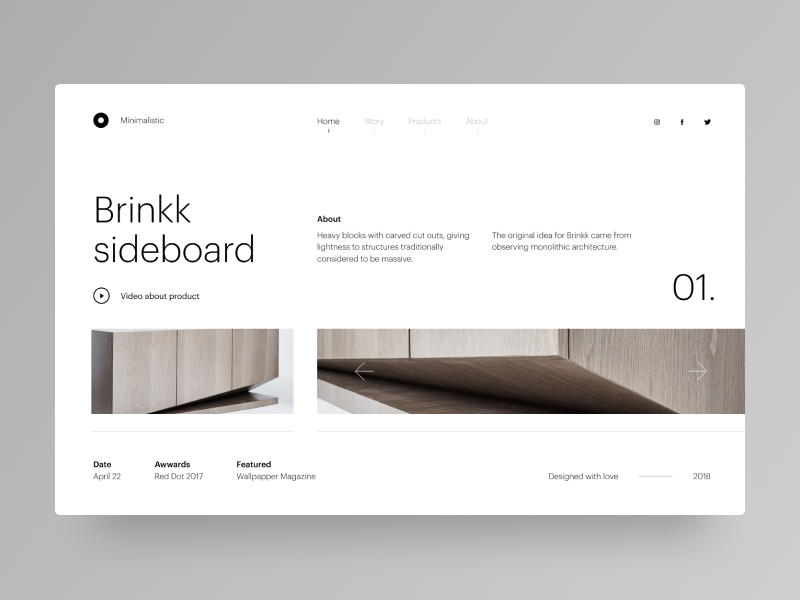 Minimalistic
Home Story Products About
Brinkk
sideboard
About
Heavy blocks with carved cut outs, giving
lightness to structures traditionally
considered to be massive.
The original idea for Brinkk came from
observing monolithic architecture.
Video about product
01.
Date
April 22
Awwards
Red Dot 2017
Featured
Wallpapper Magazine
Designed with love
2018